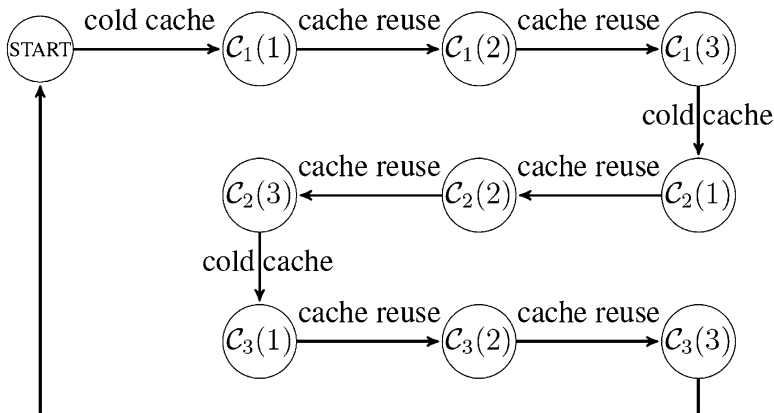 cold cache cache reuse cache reuse
START 𝒞₁(1) 𝒞₁(2) 𝒞₁(3)
cold cache
cache reuse cache reuse
𝒞₂(3) 𝒞₂(2) 𝒞₂(1)
cold cache
cache reuse cache reuse
𝒞₃(1) 𝒞₃(2) 𝒞₃(3)